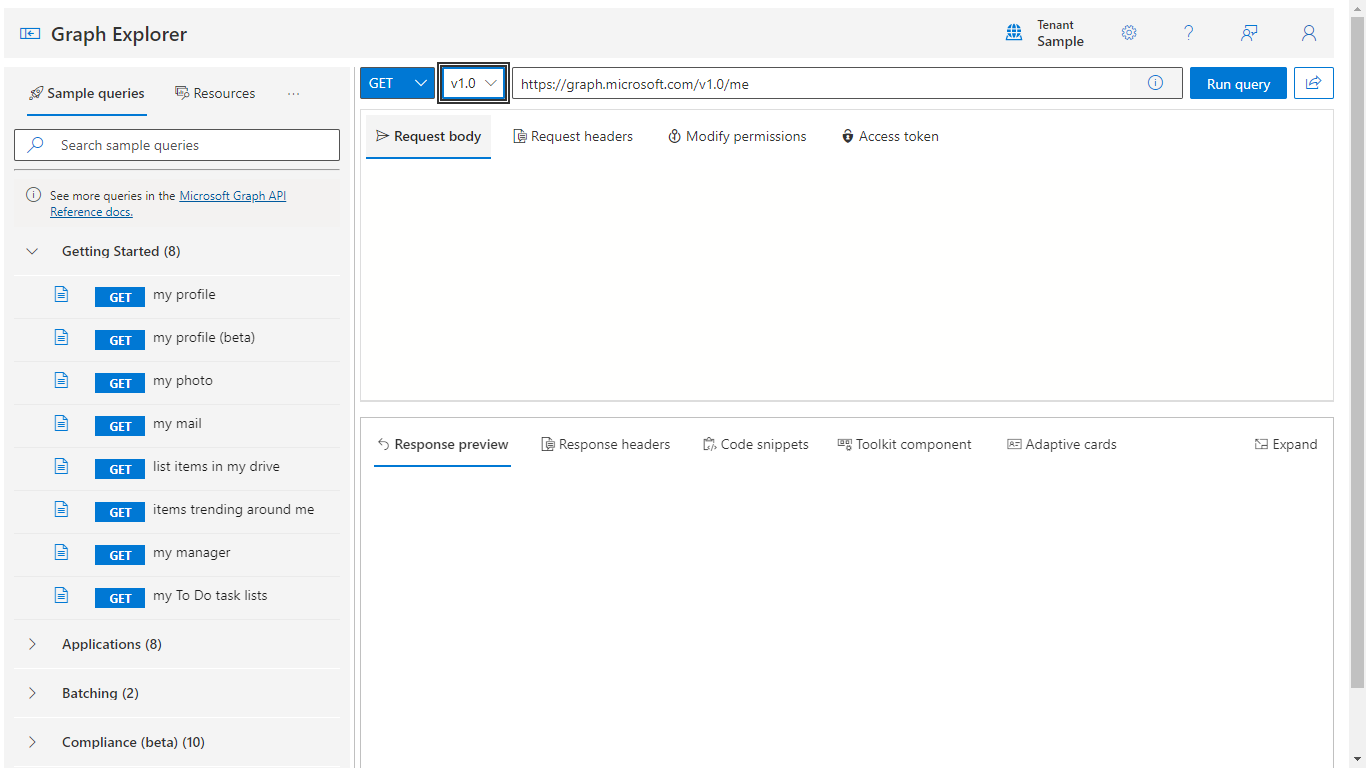 Graph Explorer
Tenant
Sample
Sample queries
Resources
...
Search sample queries
See more queries in the Microsoft Graph API
Reference docs.
Getting Started (8)
GET my profile
GET my profile (beta)
GET my photo
GET my mail
GET list items in my drive
GET items trending around me
GET my manager
GET my To Do task lists
Applications (8)
Batching (2)
Compliance (beta) (10)
GET
v1.0
https://graph.microsoft.com/v1.0/me
Run query
Request body
Request headers
Modify permissions
Access token
Response preview
Response headers
Code snippets
Toolkit component
Adaptive cards
Expand